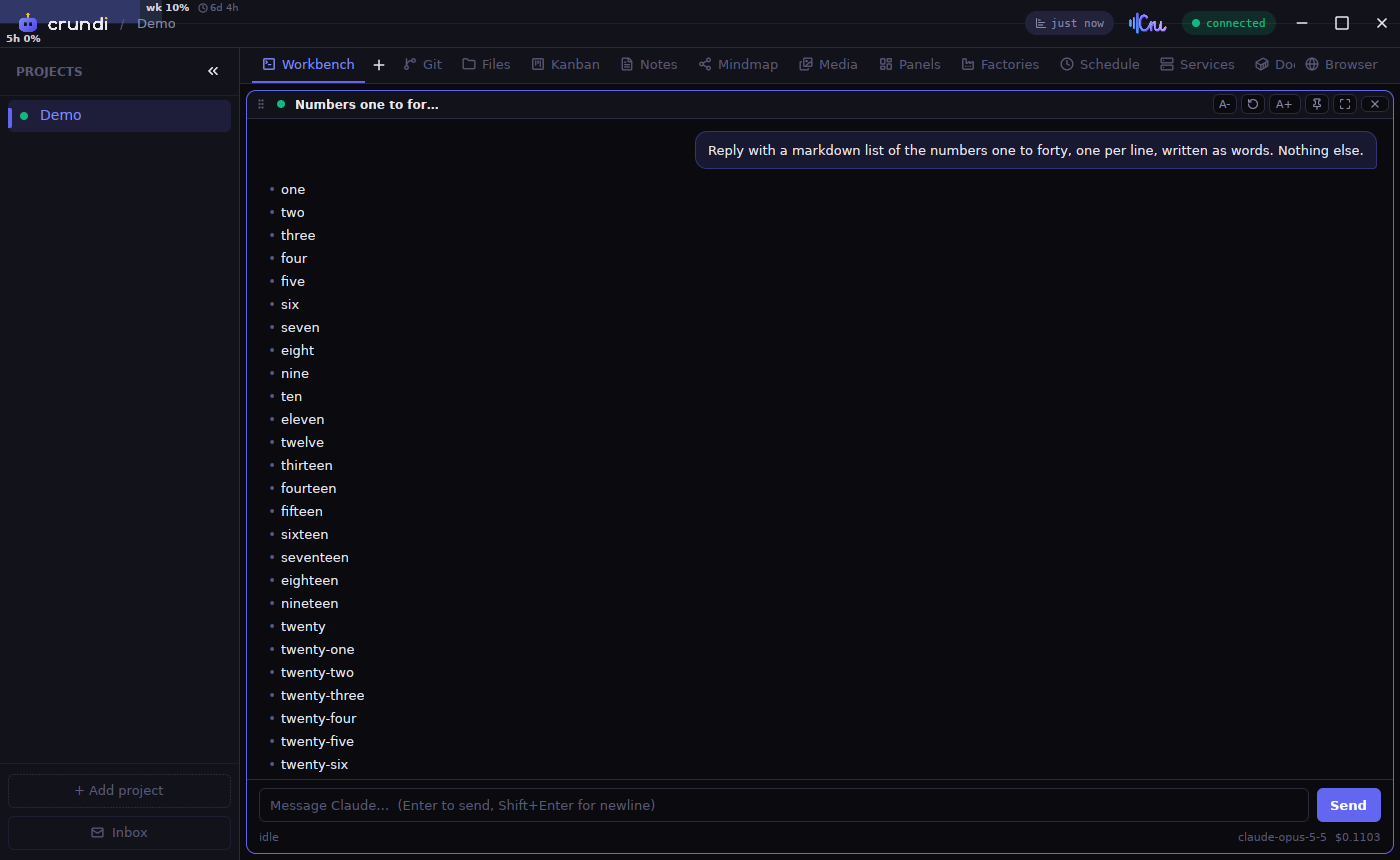 wk 10% 6d 4h
crundi / Demo
5h 0%
just now
Cru
connected
PROJECTS
Demo
+ Add project
Inbox
Workbench + Git Files Kanban Notes Mindmap Media Panels Factories Schedule Services Browser
Numbers one to for…
A- A+
Reply with a markdown list of the numbers one to forty, one per line, written as words. Nothing else.
• one
• two
• three
• four
• five
• six
• seven
• eight
• nine
• ten
• eleven
• twelve
• thirteen
• fourteen
• fifteen
• sixteen
• seventeen
• eighteen
• nineteen
• twenty
• twenty-one
• twenty-two
• twenty-three
• twenty-four
• twenty-five
• twenty-six
Message Claude… (Enter to send, Shift+Enter for newline)
Send
idle
claude-opus-5-5 $0.1103